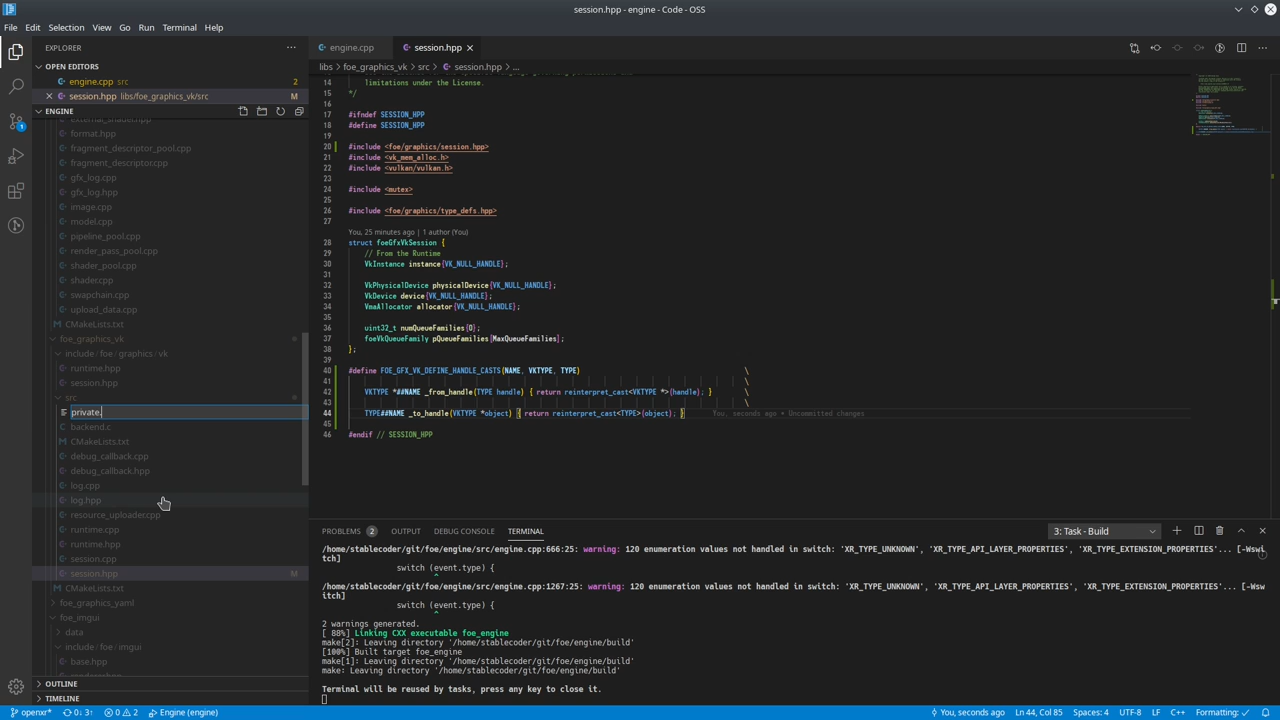 session.hpp - engine - Code - OSS
File Edit Selection View Go Run Terminal Help
EXPLORER
OPEN EDITORS
engine.cpp src 2
session.hpp libs/foe_graphics_vk/src M
ENGINE
external_shader.hpp
format.hpp
fragment_descriptor_pool.cpp
fragment_descriptor.cpp
gfx_log.cpp
gfx_log.hpp
image.cpp
model.cpp
pipeline_pool.cpp
render_pass_pool.cpp
shader_pool.cpp
shader.cpp
swapchain.cpp
upload_data.cpp
CMakeLists.txt
foe_graphics_vk
include / foe / graphics / vk
runtime.hpp
session.hpp
src
private.
backend.c
CMakeLists.txt
debug_callback.cpp
debug_callback.hpp
log.cpp
log.hpp
resource_uploader.cpp
runtime.cpp
runtime.hpp
session.cpp
session.hpp M
CMakeLists.txt
foe_graphics_yaml
foe_imgui
data
include / foe / imgui
base.hpp
OUTLINE
TIMELINE
engine.cpp session.hpp
libs > foe_graphics_vk > src > session.hpp > ...
14 limitations under the License.
15 */
16
17 #ifndef SESSION_HPP
18 #define SESSION_HPP
19
20 #include <foe/graphics/session.hpp>
21 #include <vk_mem_alloc.h>
22 #include <vulkan/vulkan.h>
23
24 #include <mutex>
25
26 #include <foe/graphics/type_defs.hpp>
27
You, 25 minutes ago | 1 author (You)
28 struct foeGfxVkSession {
29 // From the Runtime
30 VkInstance instance{VK_NULL_HANDLE};
31
32 VkPhysicalDevice physicalDevice{VK_NULL_HANDLE};
33 VkDevice device{VK_NULL_HANDLE};
34 VmaAllocator allocator{VK_NULL_HANDLE};
35
36 uint32_t numQueueFamilies{0};
37 foeVkQueueFamily pQueueFamilies[MaxQueueFamilies];
38 };
39
40 #define FOE_GFX_VK_DEFINE_HANDLE_CASTS(NAME, VKTYPE, TYPE) \
41 \
42 VKTYPE *##NAME _from_handle(TYPE handle) { return reinterpret_cast<VKTYPE *>(handle); } \
43 \
44 TYPE##NAME _to_handle(VKTYPE *object) { return reinterpret_cast<TYPE>(object); } You, seconds ago • Uncommitted changes
45
46 #endif // SESSION_HPP
PROBLEMS 2 OUTPUT DEBUG CONSOLE TERMINAL 3: Task - Build
/home/stablecoder/git/foe/engine/src/engine.cpp:666:25: warning: 120 enumeration values not handled in switch: 'XR_TYPE_UNKNOWN', 'XR_TYPE_API_LAYER_PROPERTIES', 'XR_TYPE_EXTENSION_PROPERTIES'... [-Wsw
itch]
switch (event.type) {
^
/home/stablecoder/git/foe/engine/src/engine.cpp:1267:25: warning: 120 enumeration values not handled in switch: 'XR_TYPE_UNKNOWN', 'XR_TYPE_API_LAYER_PROPERTIES', 'XR_TYPE_EXTENSION_PROPERTIES'... [-Wsw
itch]
switch (event.type) {
^
2 warnings generated.
[ 88%] Linking CXX executable foe_engine
make[2]: Leaving directory '/home/stablecoder/git/foe/engine/build'
[100%] Built target foe_engine
make[1]: Leaving directory '/home/stablecoder/git/foe/engine/build'
make: Leaving directory '/home/stablecoder/git/foe/engine/build'
Terminal will be reused by tasks, press any key to close it.
openxr* 0↓ 3↑ 0 2 Engine (engine) You, seconds ago Ln 44, Col 85 Spaces: 4 UTF-8 LF C++ Formatting: ✓